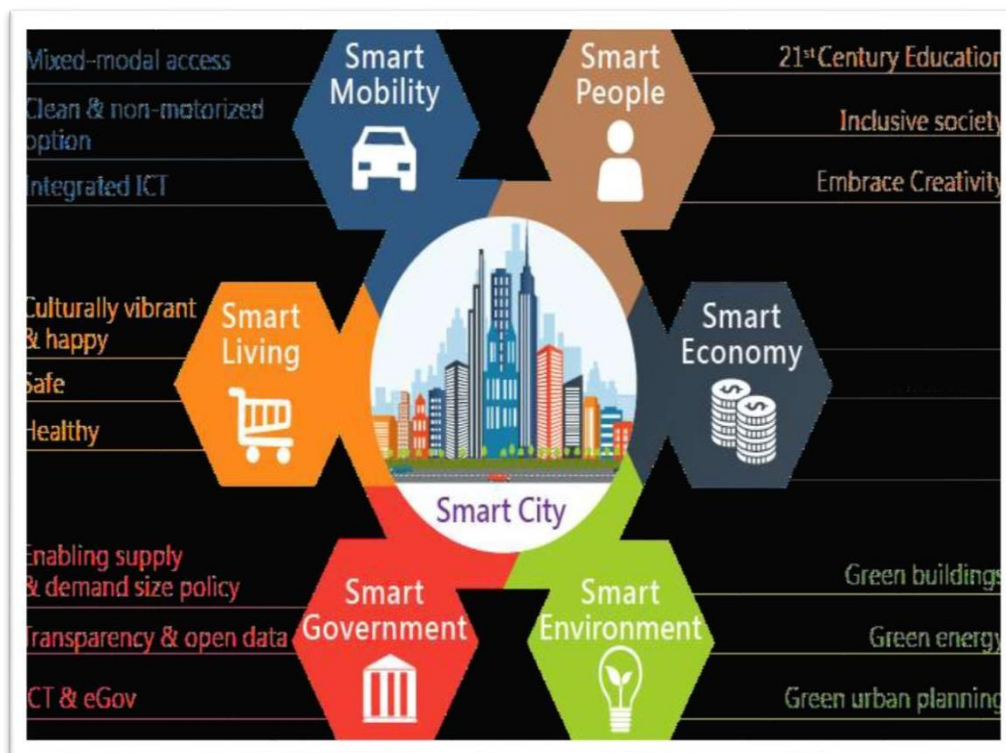 Mixed-modal access
Clean & non-motorized
option
Integrated ICT
Smart
Mobility
Smart
People
21st Century Education
Inclusive society
Embrace Creativity
Culturally vibrant
& happy
Safe
Healthy
Smart
Living
Smart
Economy
Smart City
Enabling supply
& demand size policy
Transparency & open data
ICT & eGov
Smart
Government
Smart
Environment
Green buildings
Green energy
Green urban planning